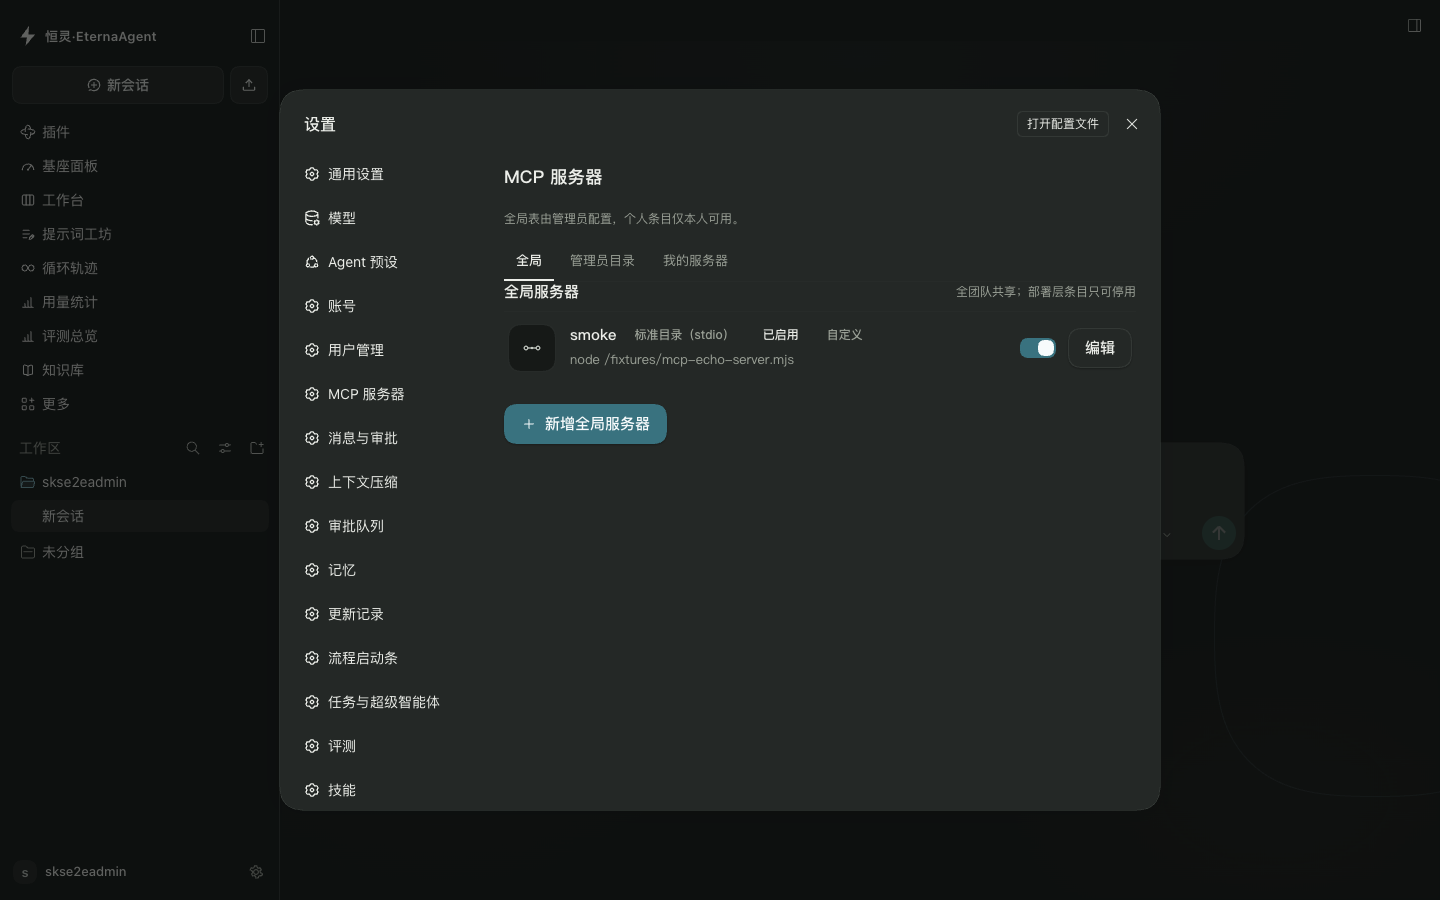 恒灵·EternaAgent
新会话
插件
基座面板
工作台
提示词工坊
循环轨迹
用量统计
评测总览
知识库
更多
工作区
skse2eadmin
新会话
未分组
s skse2eadmin
设置
打开配置文件
通用设置
模型
Agent 预设
账号
用户管理
MCP 服务器
消息与审批
上下文压缩
审批队列
记忆
更新记录
流程启动条
任务与超级智能体
评测
技能
MCP 服务器
全局表由管理员配置，个人条目仅本人可用。
全局 管理员目录 我的服务器
全局服务器 全团队共享；部署层条目只可停用
smoke 标准目录（stdio） 已启用 自定义
node /fixtures/mcp-echo-server.mjs
编辑
新增全局服务器